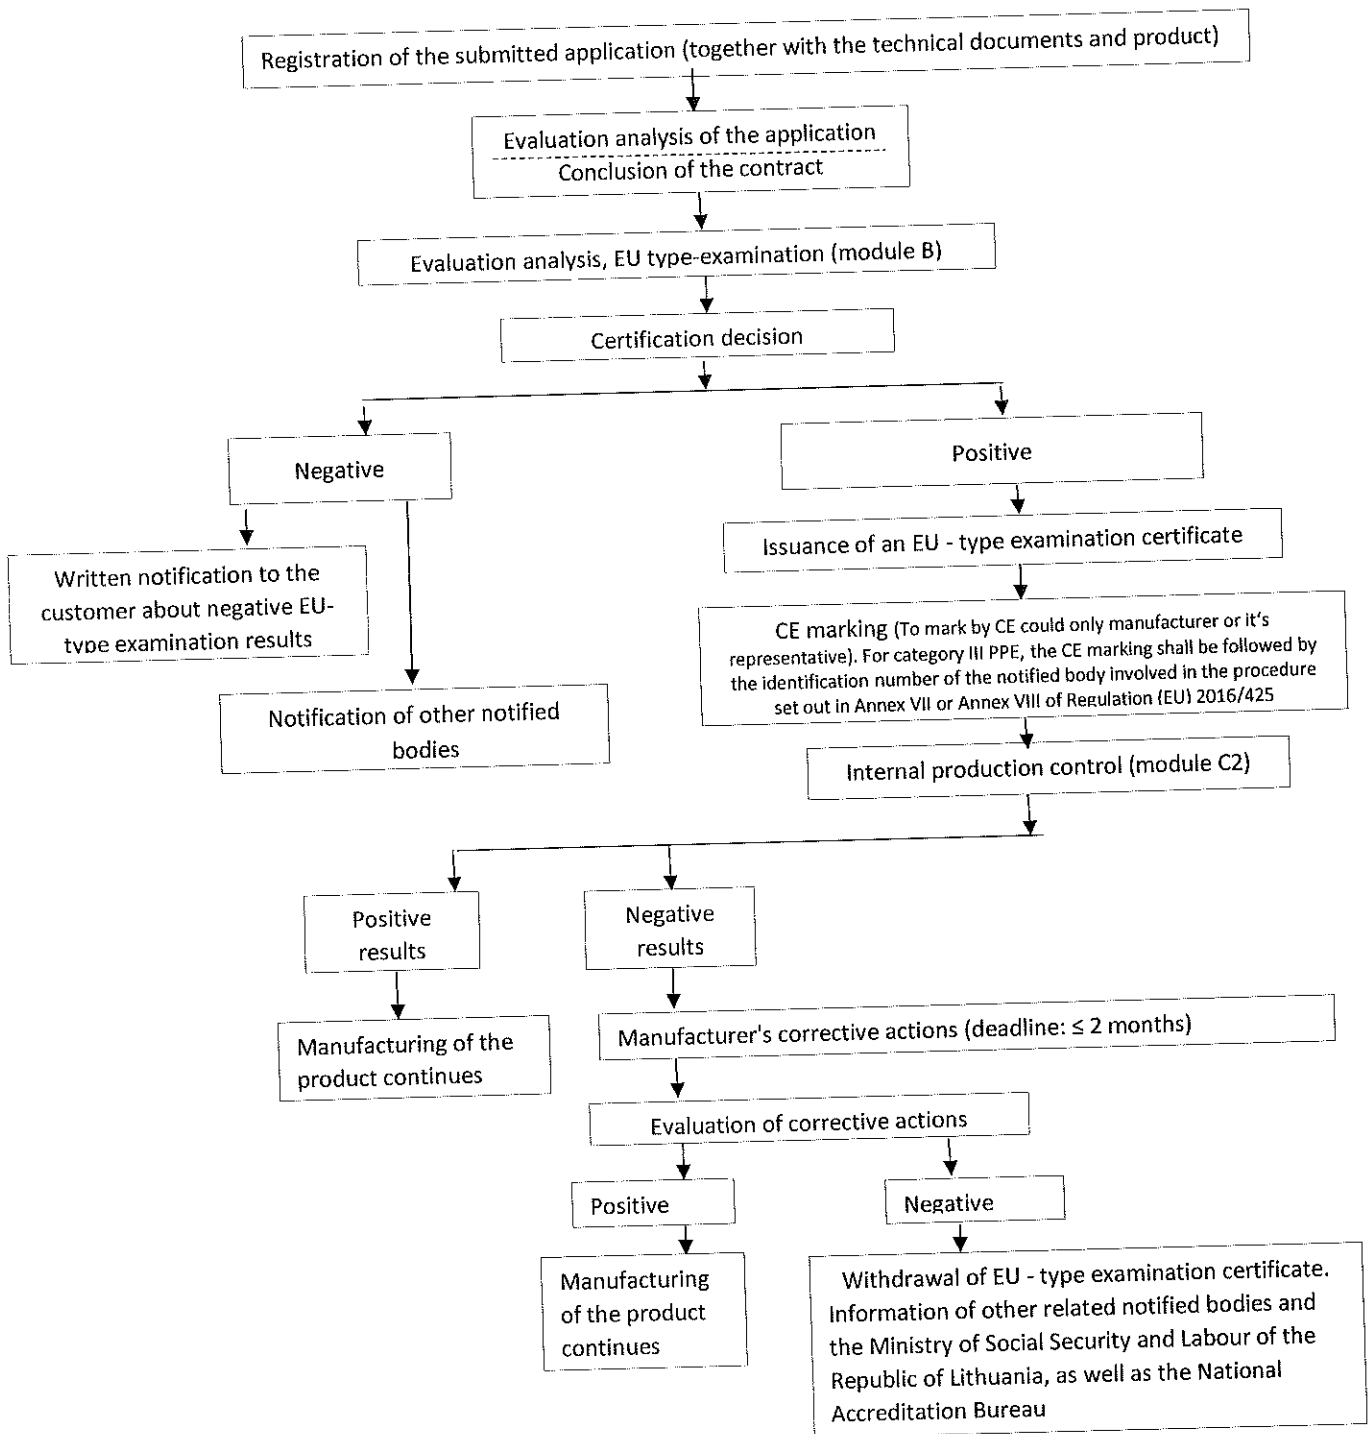 Registration of the submitted application (together with the technical documents and product)
Evaluation analysis of the application
Conclusion of the contract
Evaluation analysis, EU type-examination (module B)
Certification decision
Negative
Positive
Written notification to the
customer about negative EU-
type examination results
Notification of other notified
bodies
Issuance of an EU - type examination certificate
CE marking (To mark by CE could only manufacturer or it's
representative). For category III PPE, the CE marking shall be followed by
the identification number of the notified body involved in the procedure
set out in Annex VII or Annex VIII of Regulation (EU) 2016/425
Internal production control (module C2)
Positive
results
Negative
results
Manufacturing of the
product continues
Manufacturer's corrective actions (deadline: ≤ 2 months)
Evaluation of corrective actions
Positive
Negative
Manufacturing
of the product
continues
Withdrawal of EU - type examination certificate.
Information of other related notified bodies and
the Ministry of Social Security and Labour of the
Republic of Lithuania, as well as the National
Accreditation Bureau